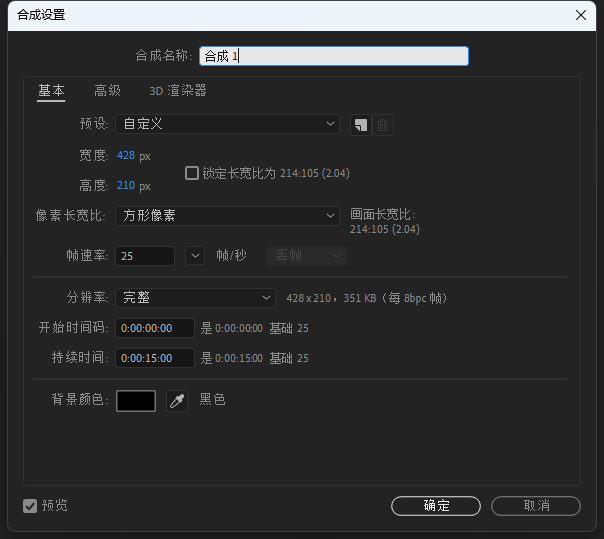 合成设置
合成名称: 合成 1
基本 高级 3D 渲染器
预设: 自定义
宽度: 428 px
锁定长宽比为 214:105 (2.04)
高度: 210 px
像素长宽比: 方形像素 画面长宽比:
214:105 (2.04)
帧速率: 25 帧/秒 丢帧
分辨率: 完整 428 x 210，351 KB（每 8bpc 帧）
开始时间码: 0:00:00:00 是 0:00:00:00 基础 25
持续时间: 0:00:15:00 是 0:00:15:00 基础 25
背景颜色: 黑色
预览 确定 取消